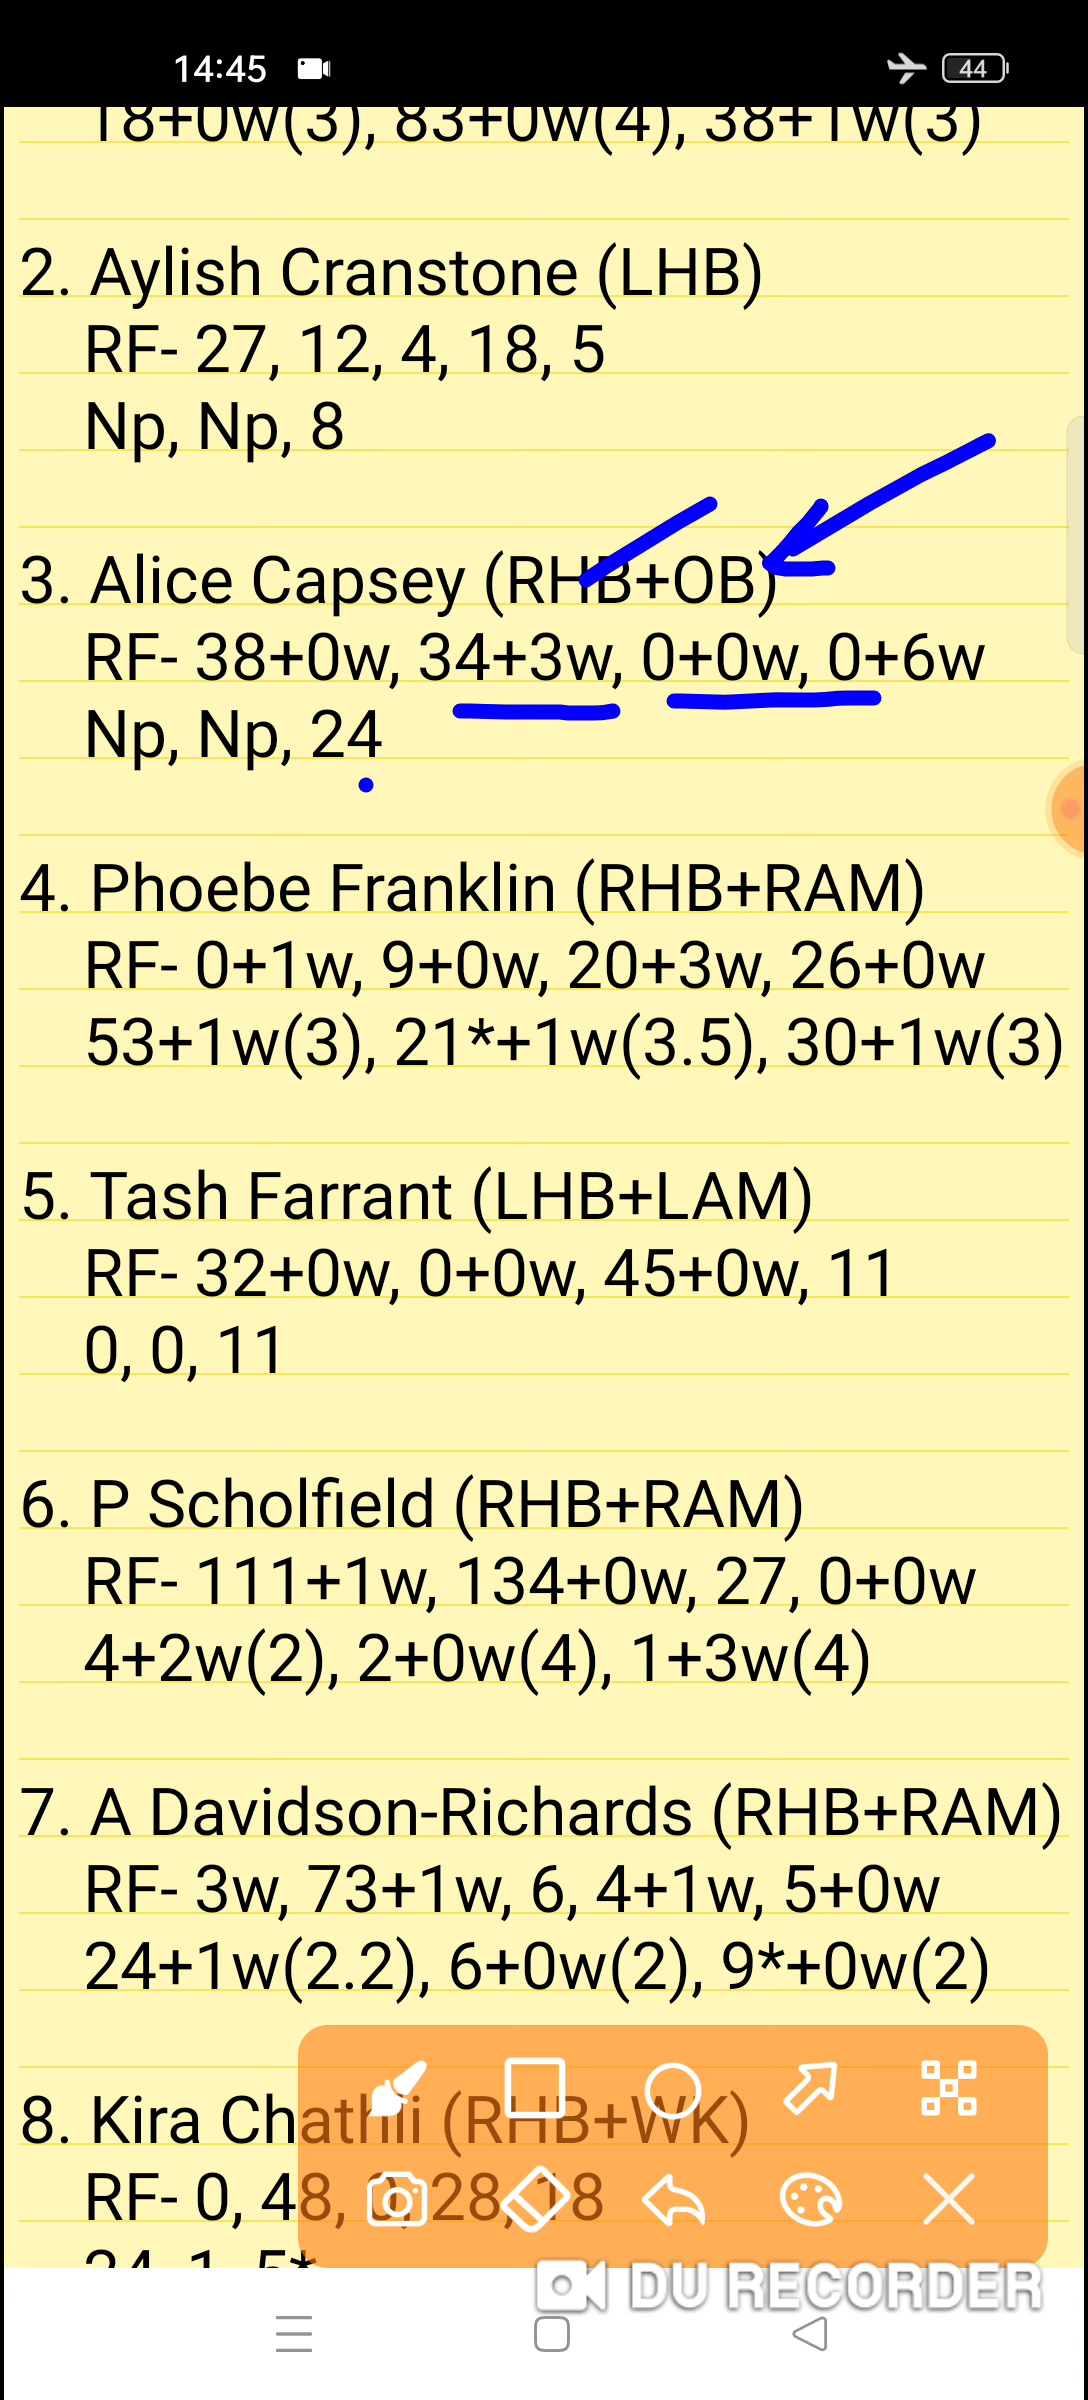 14:45
44
18+0w(3), 83+0w(4), 38+1w(3)
2. Aylish Cranstone (LHB)
RF- 27, 12, 4, 18, 5
Np, Np, 8
3. Alice Capsey (RHB+OB)
RF- 38+0w, 34+3w, 0+0w, 0+6w
Np, Np, 24
4. Phoebe Franklin (RHB+RAM)
RF- 0+1w, 9+0w, 20+3w, 26+0w
53+1w(3), 21*+1w(3.5), 30+1w(3)
5. Tash Farrant (LHB+LAM)
RF- 32+0w, 0+0w, 45+0w, 11
0, 0, 11
6. P Scholfield (RHB+RAM)
RF- 111+1w, 134+0w, 27, 0+0w
4+2w(2), 2+0w(4), 1+3w(4)
7. A Davidson-Richards (RHB+RAM)
RF- 3w, 73+1w, 6, 4+1w, 5+0w
24+1w(2.2), 6+0w(2), 9*+0w(2)
8. Kira Chathli (RHB+WK)
RF- 0, 48, 0, 28, 18
24, 1, 5*
DU RECORDER